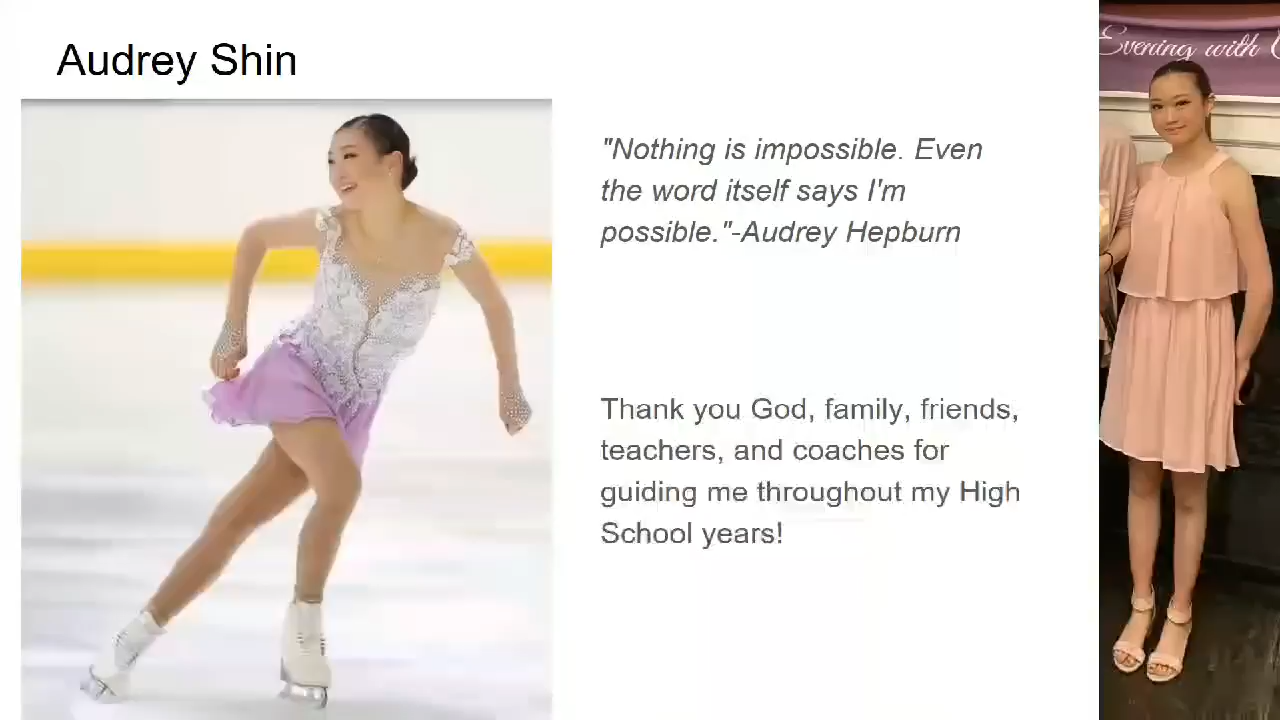 Audrey Shin
"Nothing is impossible. Even
the word itself says I'm
possible."-Audrey Hepburn
Thank you God, family, friends,
teachers, and coaches for
guiding me throughout my High
School years!
Evening with